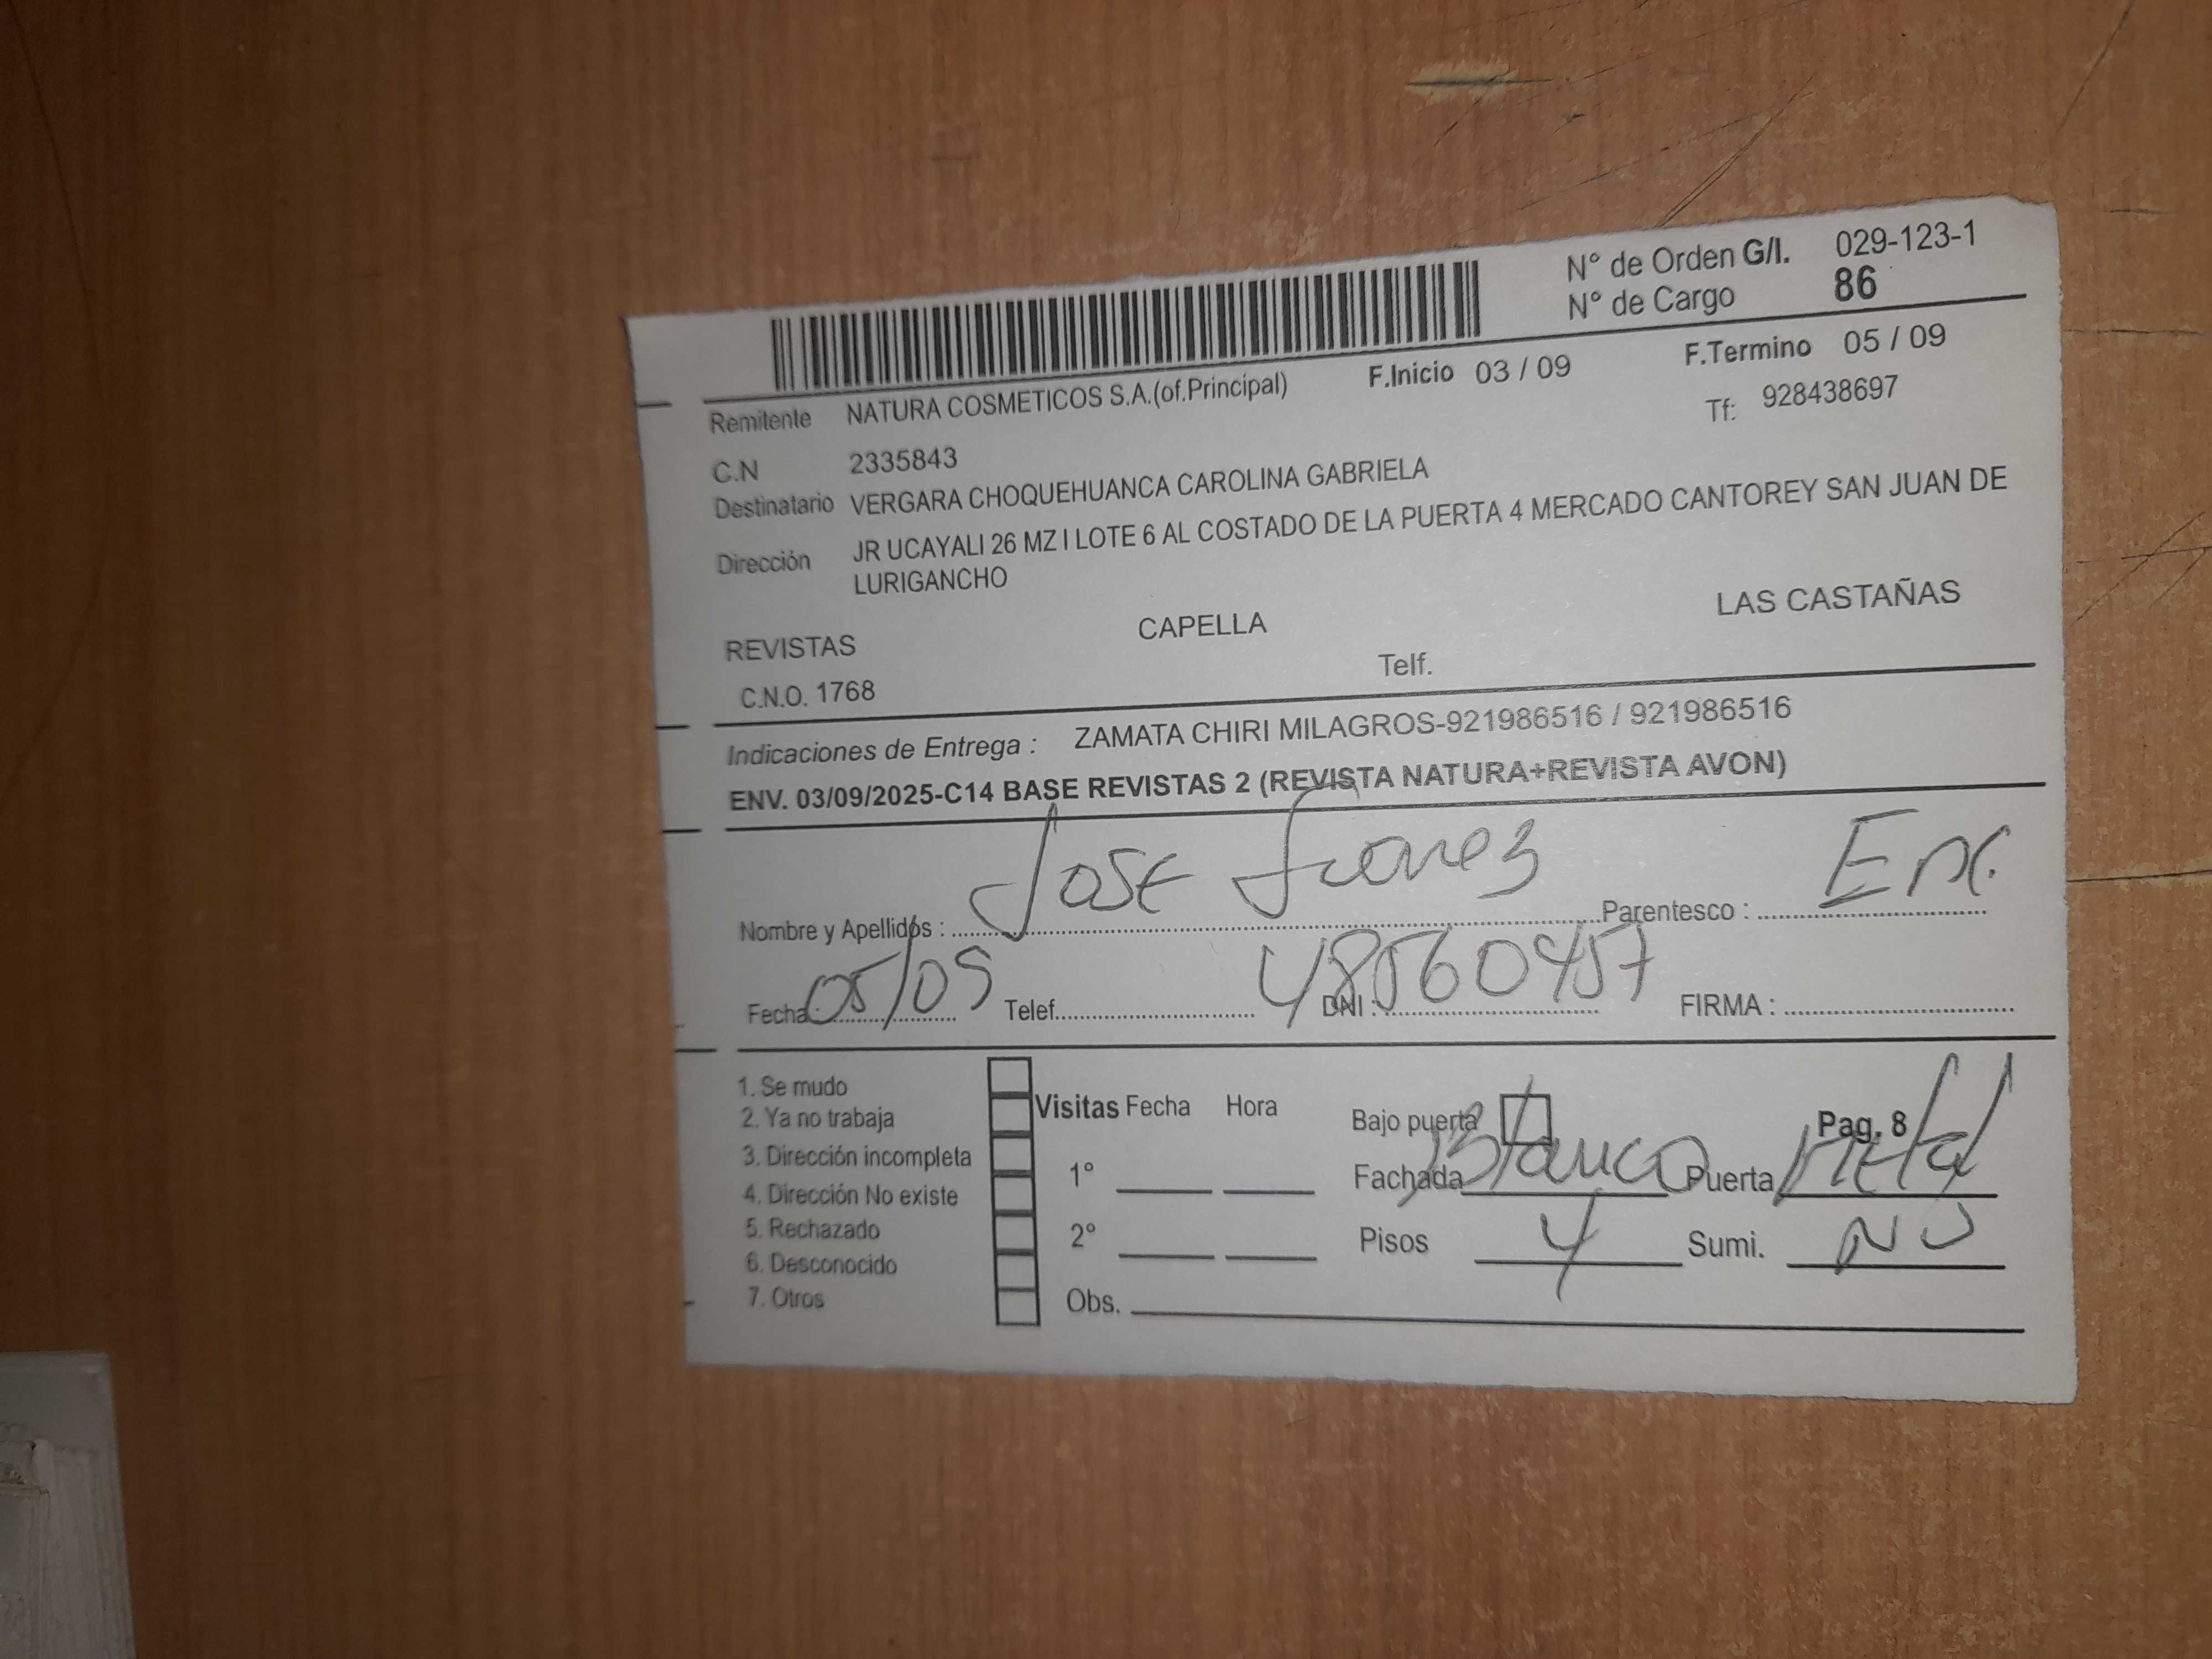 N° de Orden G/I. 029-123-1
N° de Cargo 86
F.Inicio 03 / 09 F.Termino 05 / 09
Remitente NATURA COSMETICOS S.A.(of.Principal) Tf: 928438697
C.N 2335843
Destinatario VERGARA CHOQUEHUANCA CAROLINA GABRIELA
Dirección JR UCAYALI 26 MZ I LOTE 6 AL COSTADO DE LA PUERTA 4 MERCADO CANTOREY SAN JUAN DE
LURIGANCHO
REVISTAS CAPELLA LAS CASTAÑAS
C.N.O. 1768 Telf.
Indicaciones de Entrega : ZAMATA CHIRI MILAGROS-921986516 / 921986516
ENV. 03/09/2025-C14 BASE REVISTAS 2 (REVISTA NATURA+REVISTA AVON)
Nombre y Apellidos : Jose Parentesco : Enc.
Fecha: 05/09 Telef. DNI : 48560457 FIRMA :
1. Se mudo
2. Ya no trabaja
3. Dirección incompleta
4. Dirección No existe
5. Rechazado
6. Desconocido
7. Otros
Visitas Fecha Hora
1°
2°
Obs.
Bajo puerta Pag. 8
Fachada Blanco Puerta Metal
Pisos 4 Sumi. NO